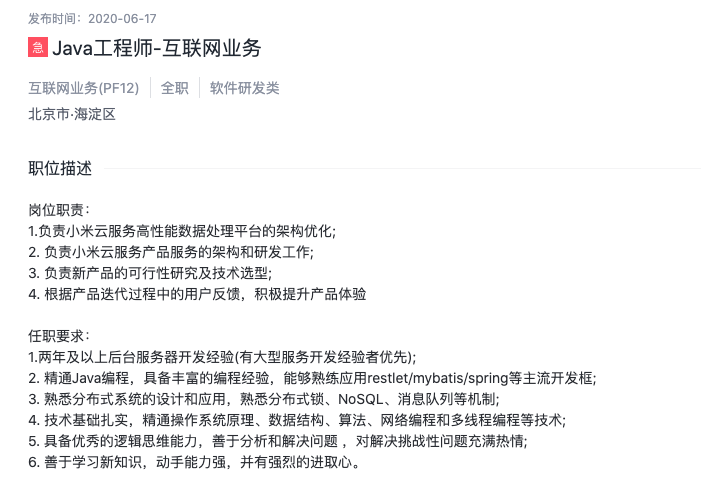 发布时间：2020-06-17
急 Java工程师-互联网业务
互联网业务(PF12) 全职 软件研发类
北京市·海淀区
职位描述
岗位职责：
1.负责小米云服务高性能数据处理平台的架构优化;
2. 负责小米云服务产品服务的架构和研发工作;
3. 负责新产品的可行性研究及技术选型;
4. 根据产品迭代过程中的用户反馈，积极提升产品体验
任职要求：
1.两年及以上后台服务器开发经验(有大型服务开发经验者优先);
2. 精通Java编程，具备丰富的编程经验，能够熟练应用restlet/mybatis/spring等主流开发框;
3. 熟悉分布式系统的设计和应用，熟悉分布式锁、NoSQL、消息队列等机制;
4. 技术基础扎实，精通操作系统原理、数据结构、算法、网络编程和多线程编程等技术;
5. 具备优秀的逻辑思维能力，善于分析和解决问题 ，对解决挑战性问题充满热情;
6. 善于学习新知识，动手能力强，并有强烈的进取心。